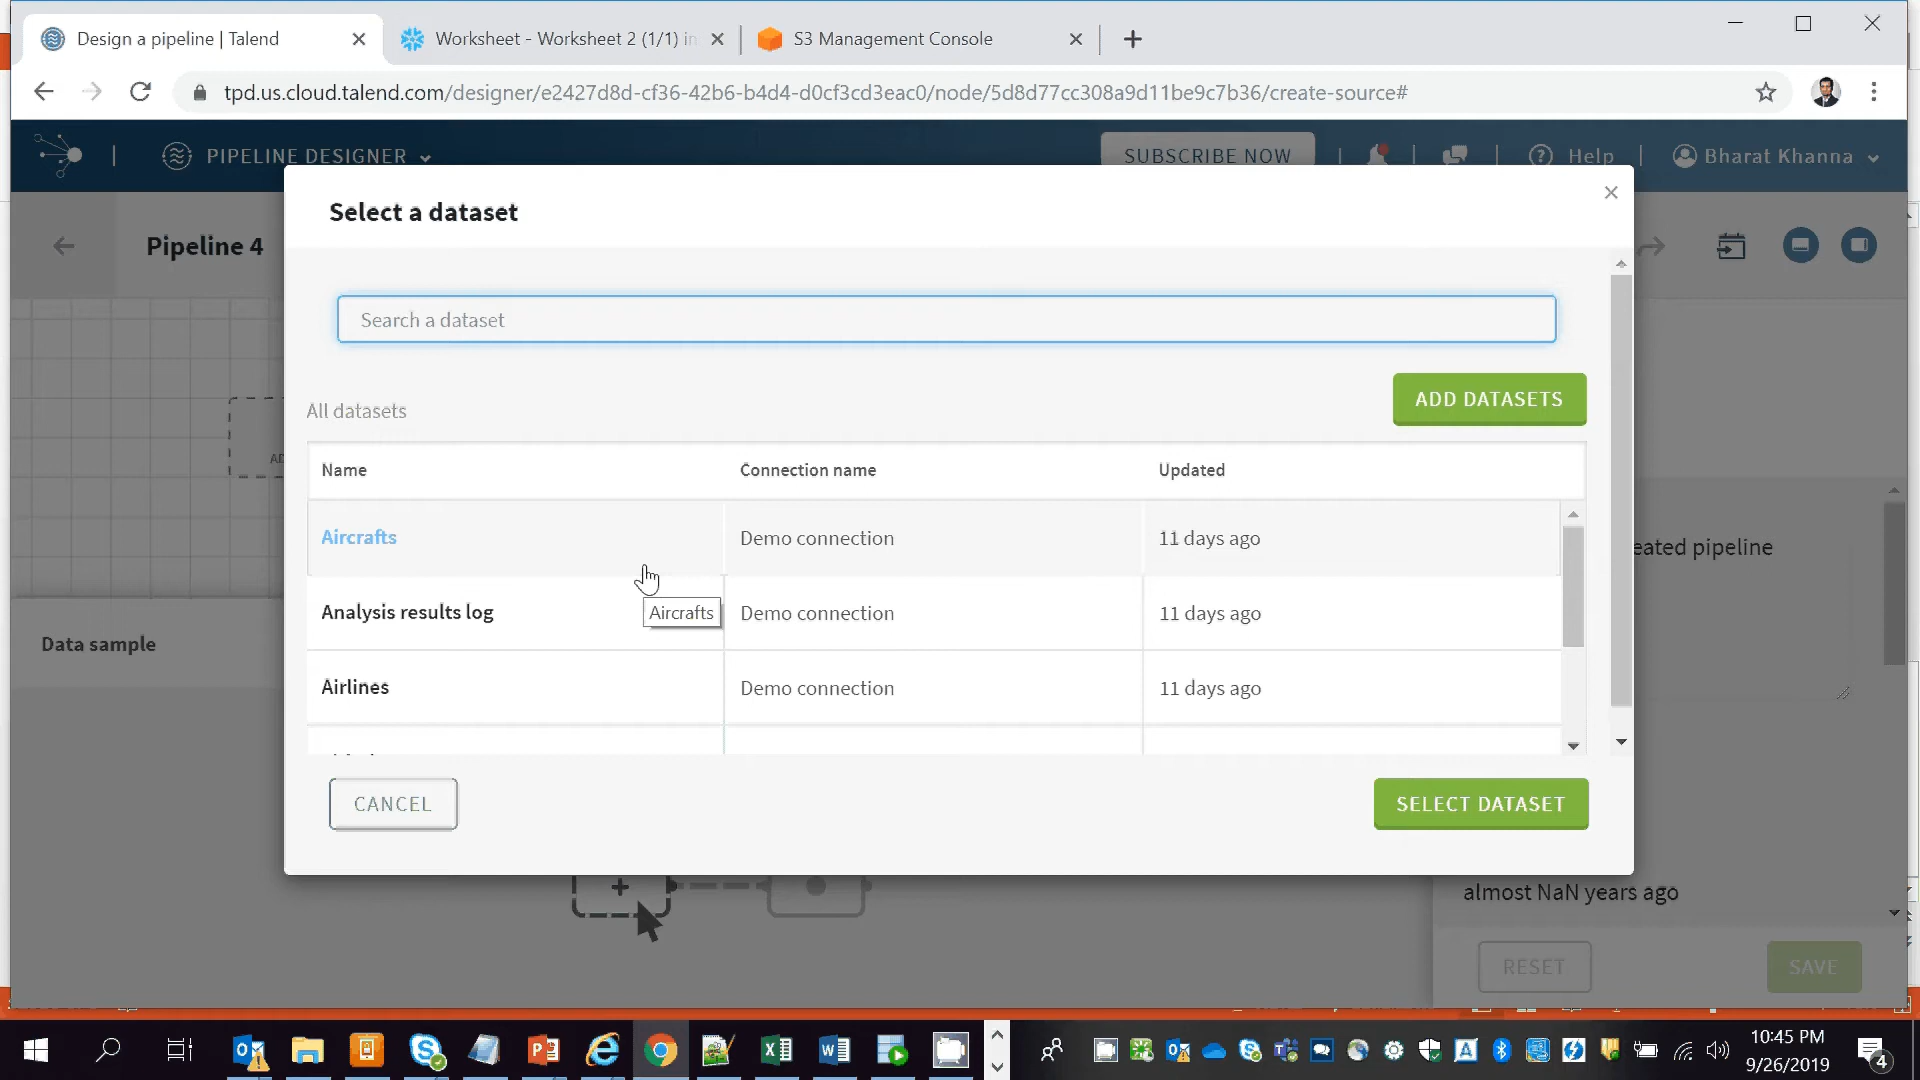 Design a pipeline | Talend
Worksheet - Worksheet 2 (1/1) in
S3 Management Console
tpd.us.cloud.talend.com/designer/e2427d8d-cf36-42b6-b4d4-d0cf3cd3eac0/node/5d8d77cc308a9d11be9c7b36/create-source#
PIPELINE DESIGNER
SUBSCRIBE NOW
Help
Bharat Khanna
Pipeline 4
Select a dataset
Search a dataset
All datasets
ADD DATASETS
Name Connection name Updated
Aircrafts Demo connection 11 days ago
Analysis results log Demo connection 11 days ago
Aircrafts
Airlines Demo connection 11 days ago
CANCEL
SELECT DATASET
Data sample
eated pipeline
almost NaN years ago
RESET
SAVE
10:45 PM
9/26/2019
4